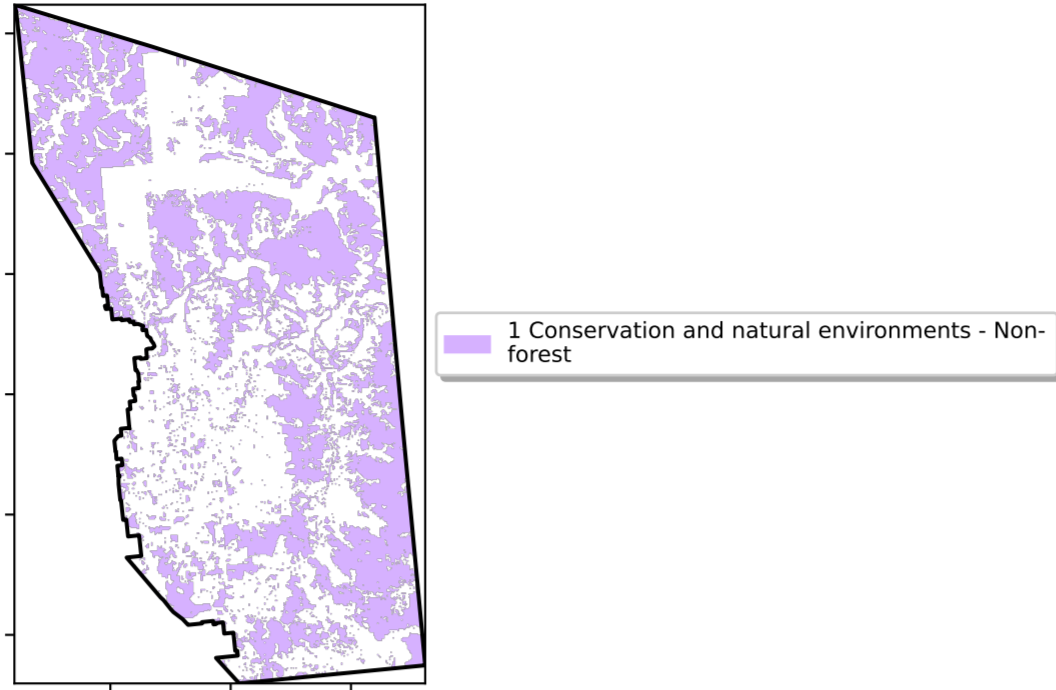 1 Conservation and natural environments - Non-
forest